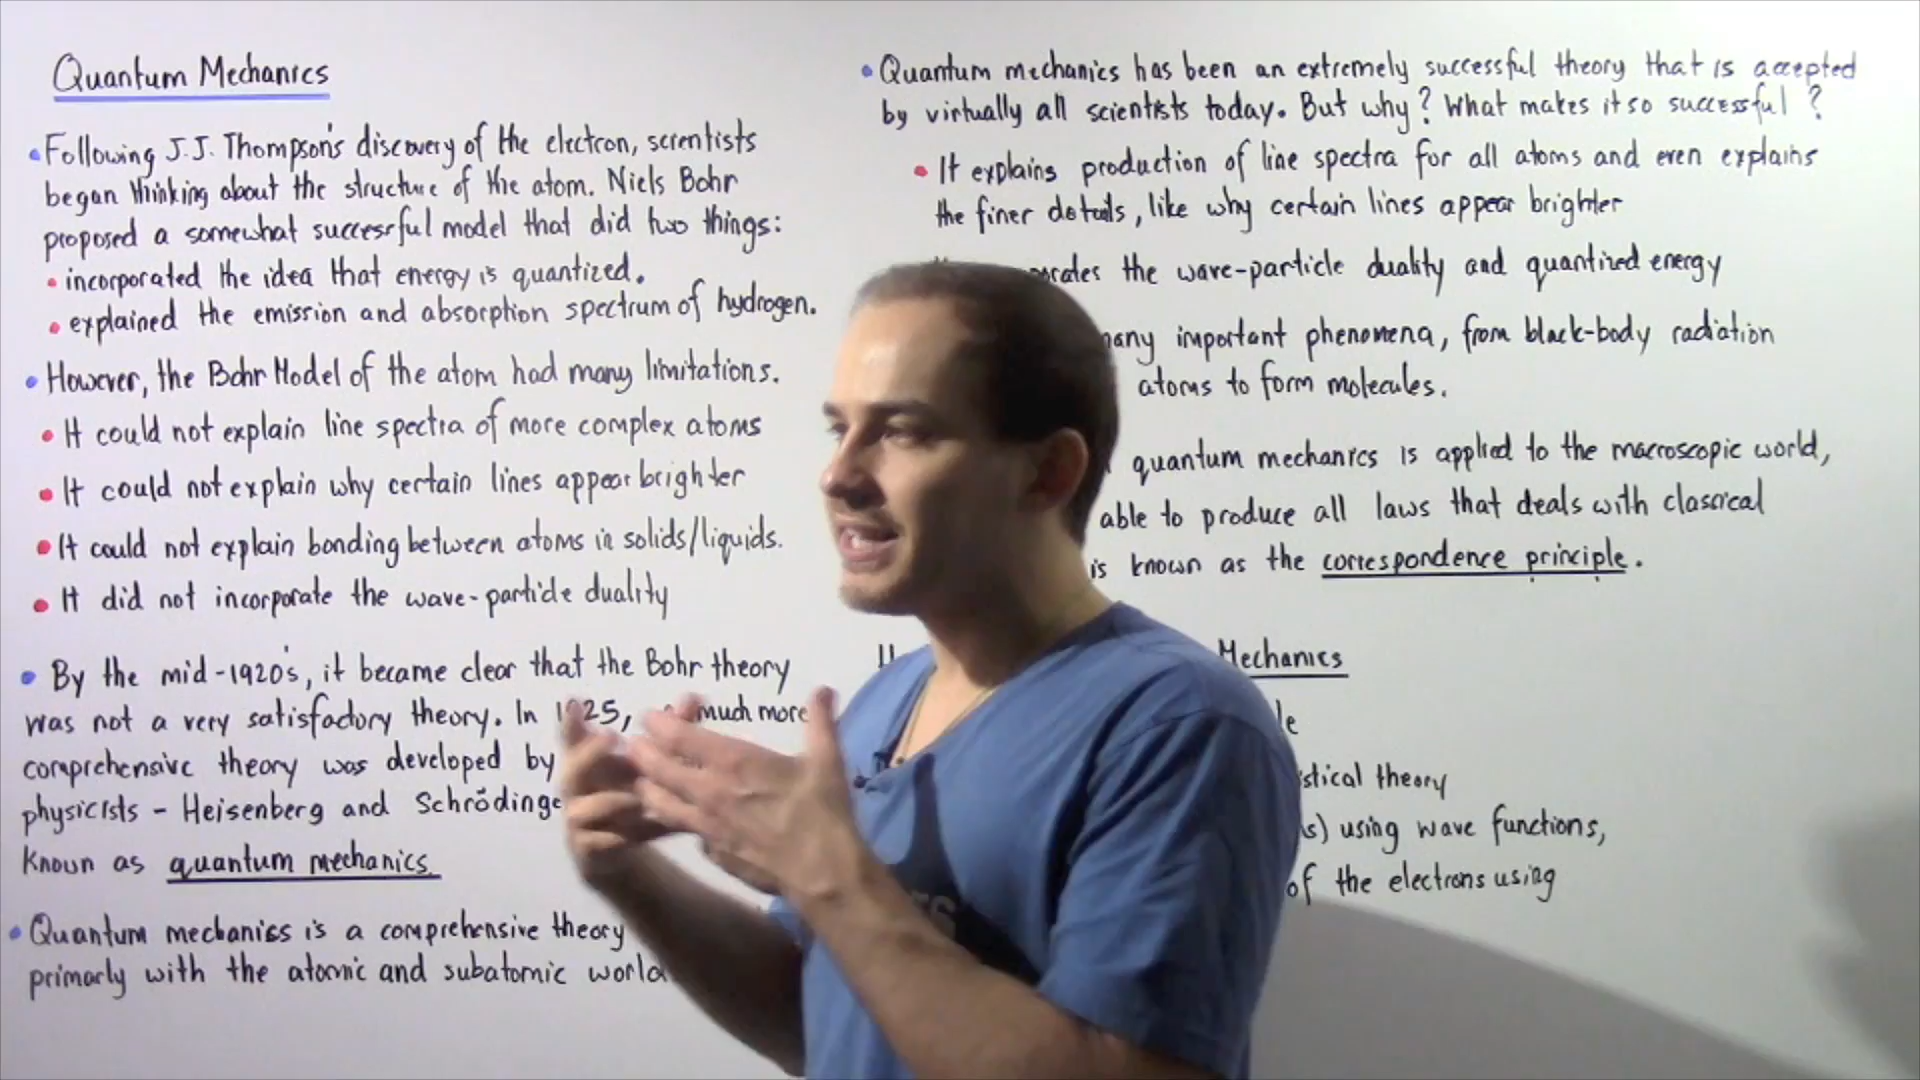 Quantum Mechanics
• Following J.J. Thompson's discovery of the electron, scientists
began thinking about the structure of the atom. Niels Bohr
proposed a somewhat successful model that did two things:
• incorporated the idea that energy is quantized.
• explained the emission and absorption spectrum of hydrogen.
• However, the Bohr Model of the atom had many limitations.
• It could not explain line spectra of more complex atoms
• It could not explain why certain lines appear brighter
• It could not explain bonding between atoms in solids/liquids.
• It did not incorporate the wave-particle duality
• By the mid-1920's, it became clear that the Bohr theory
was not a very satisfactory theory. In 1925, much more
comprehensive theory was developed by
physicists - Heisenberg and Schrödinge
known as quantum mechanics.
• Quantum mechanics is a comprehensive theory
primarly with the atomic and subatomic world
• Quantum mechanics has been an extremely successful theory that is accepted
by virtually all scientists today. But why? What makes it so successful?
• It explains production of line spectra for all atoms and even explains
the finer details, like why certain lines appear brighter
orates the wave-particle duality and quantized energy
many important phenomena, from black-body radiation
atoms to form molecules.
quantum mechanics is applied to the macroscopic world,
able to produce all laws that deals with classical
is known as the correspondence principle.
Mechanics
le
istical theory
s) using wave functions,
of the electrons using